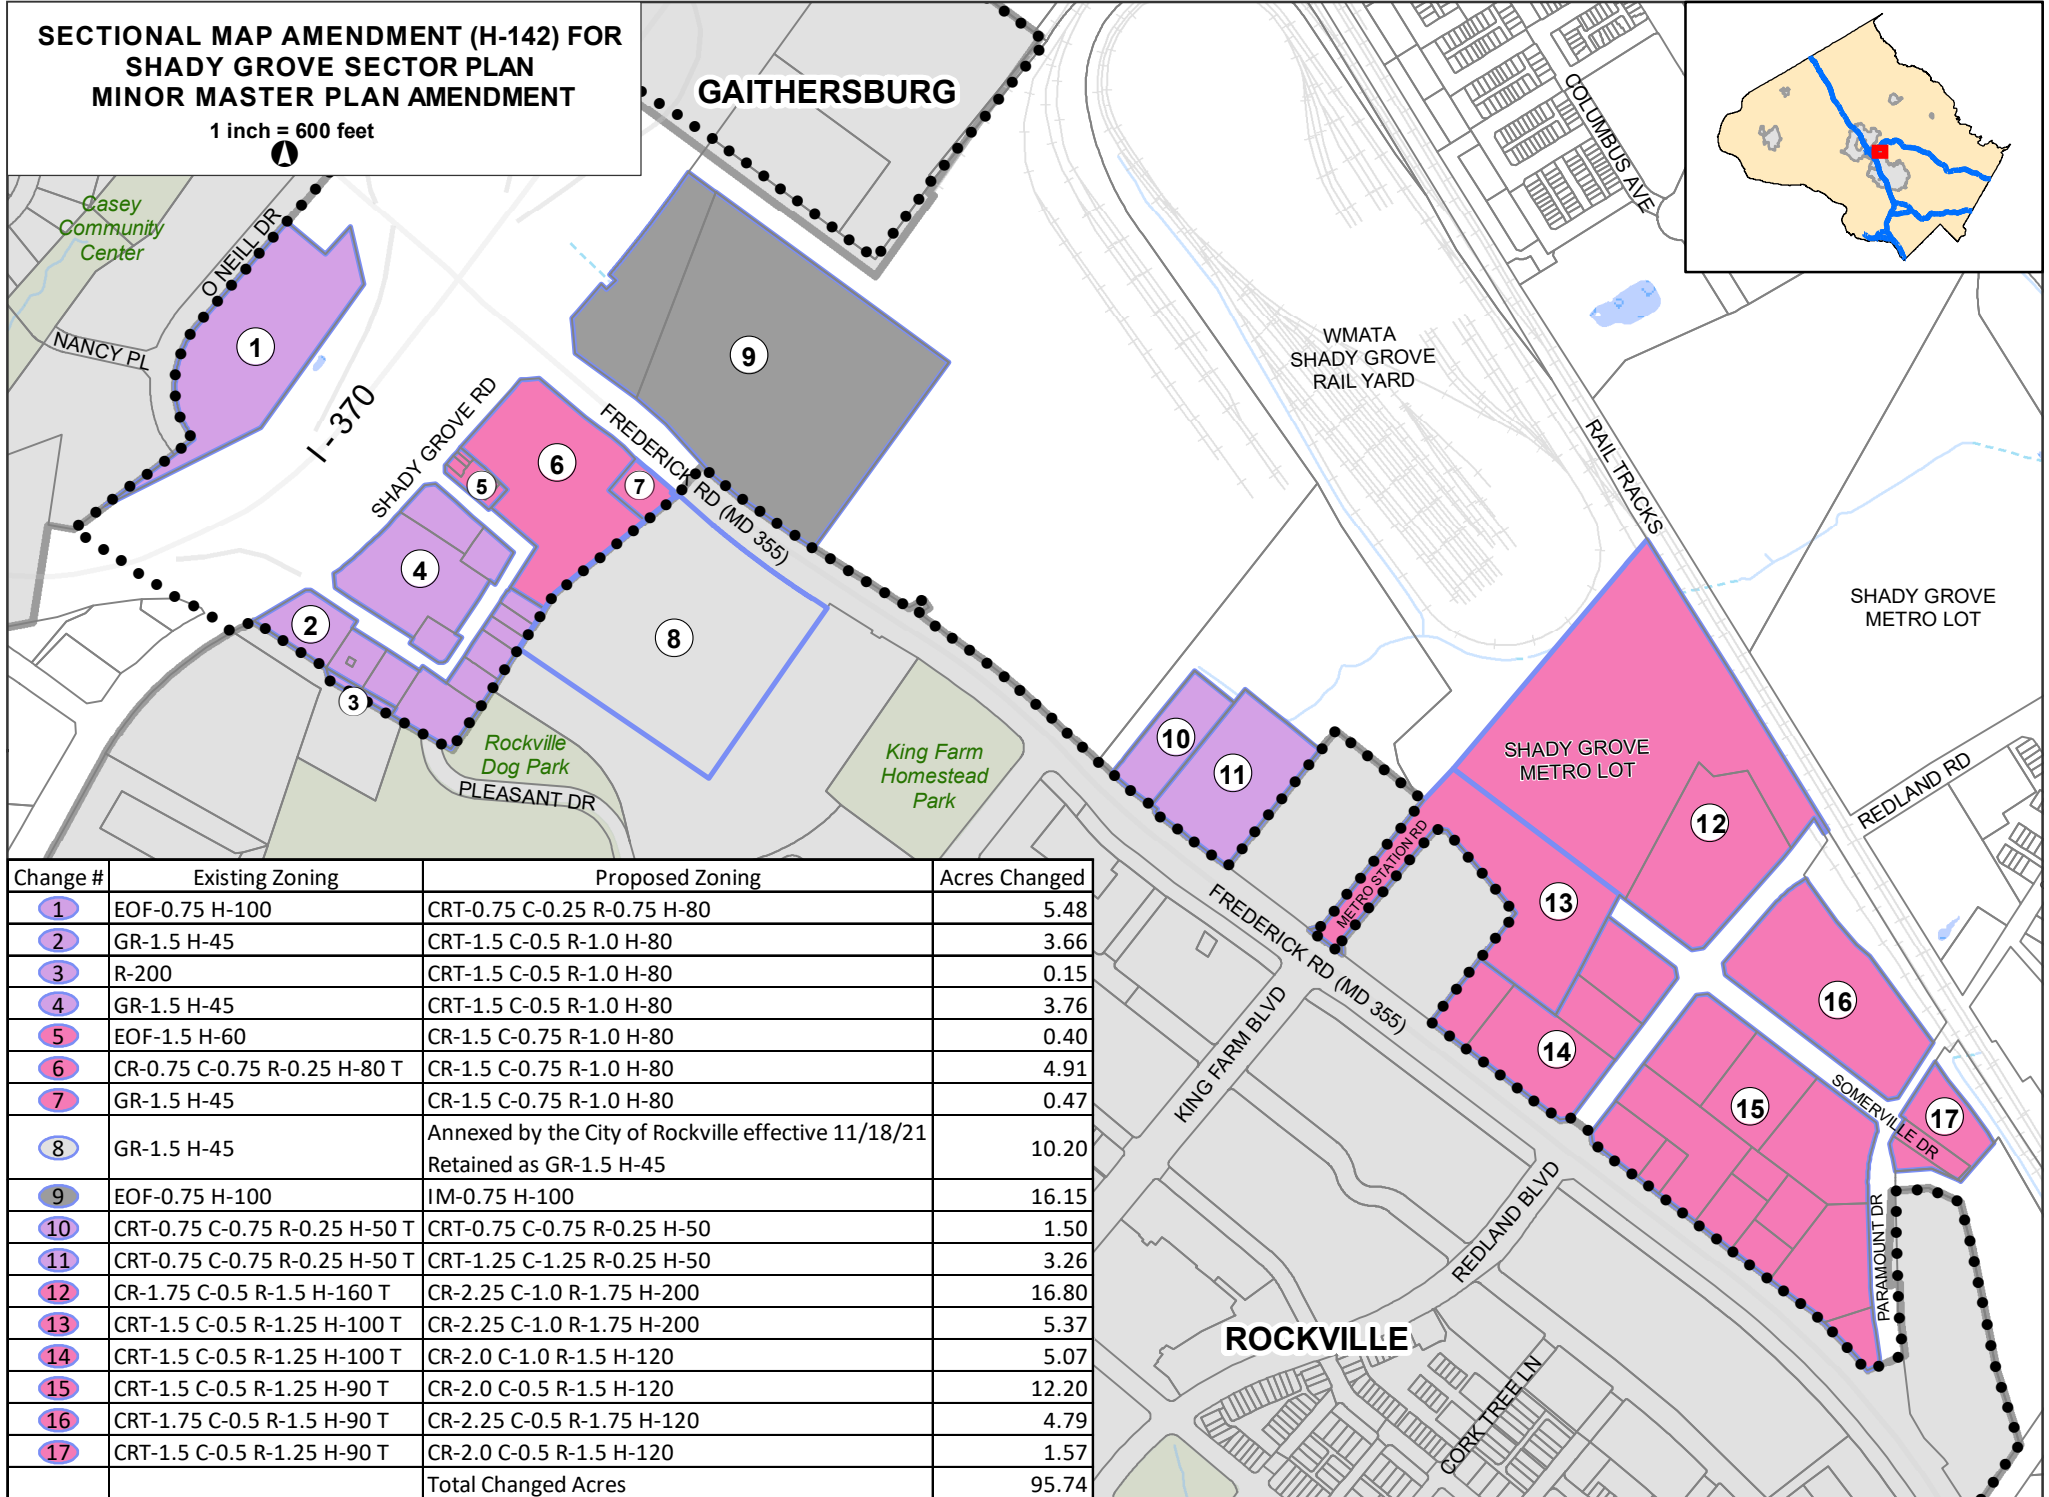 SECTIONAL MAP AMENDMENT (H-142) FOR
SHADY GROVE SECTOR PLAN
MINOR MASTER PLAN AMENDMENT
1 inch = 600 feet
GAITHERSBURG
COLUMBUS AVE
Casey
Community
Center
O NEILL DR
NANCY PL
1
I - 370
SHADY GROVE RD
FREDERICK RD (MD 355)
9
WMATA
SHADY GROVE
RAIL YARD
RAIL TRACKS
6
5
7
4
2
3
8
SHADY GROVE
METRO LOT
Rockville
Dog Park
PLEASANT DR
King Farm
Homestead
Park
10
11
SHADY GROVE
METRO LOT
12
REDLAND RD
METRO STATION RD
13
FREDERICK RD (MD 355)
14
KING FARM BLVD
16
15
SOMERVILLE DR
17
REDLAND BLVD
PARAMOUNT DR
ROCKVILLE
CORK TREE LN
Change # Existing Zoning Proposed Zoning Acres Changed
1 EOF-0.75 H-100 CRT-0.75 C-0.25 R-0.75 H-80 5.48
2 GR-1.5 H-45 CRT-1.5 C-0.5 R-1.0 H-80 3.66
3 R-200 CRT-1.5 C-0.5 R-1.0 H-80 0.15
4 GR-1.5 H-45 CRT-1.5 C-0.5 R-1.0 H-80 3.76
5 EOF-1.5 H-60 CR-1.5 C-0.75 R-1.0 H-80 0.40
6 CR-0.75 C-0.75 R-0.25 H-80 T CR-1.5 C-0.75 R-1.0 H-80 4.91
7 GR-1.5 H-45 CR-1.5 C-0.75 R-1.0 H-80 0.47
8 GR-1.5 H-45 Annexed by the City of Rockville effective 11/18/21
Retained as GR-1.5 H-45 10.20
9 EOF-0.75 H-100 IM-0.75 H-100 16.15
10 CRT-0.75 C-0.75 R-0.25 H-50 T CRT-0.75 C-0.75 R-0.25 H-50 1.50
11 CRT-0.75 C-0.75 R-0.25 H-50 T CRT-1.25 C-1.25 R-0.25 H-50 3.26
12 CR-1.75 C-0.5 R-1.5 H-160 T CR-2.25 C-1.0 R-1.75 H-200 16.80
13 CRT-1.5 C-0.5 R-1.25 H-100 T CR-2.25 C-1.0 R-1.75 H-200 5.37
14 CRT-1.5 C-0.5 R-1.25 H-100 T CR-2.0 C-1.0 R-1.5 H-120 5.07
15 CRT-1.5 C-0.5 R-1.25 H-90 T CR-2.0 C-0.5 R-1.5 H-120 12.20
16 CRT-1.75 C-0.5 R-1.5 H-90 T CR-2.25 C-0.5 R-1.75 H-120 4.79
17 CRT-1.5 C-0.5 R-1.25 H-90 T CR-2.0 C-0.5 R-1.5 H-120 1.57
Total Changed Acres 95.74